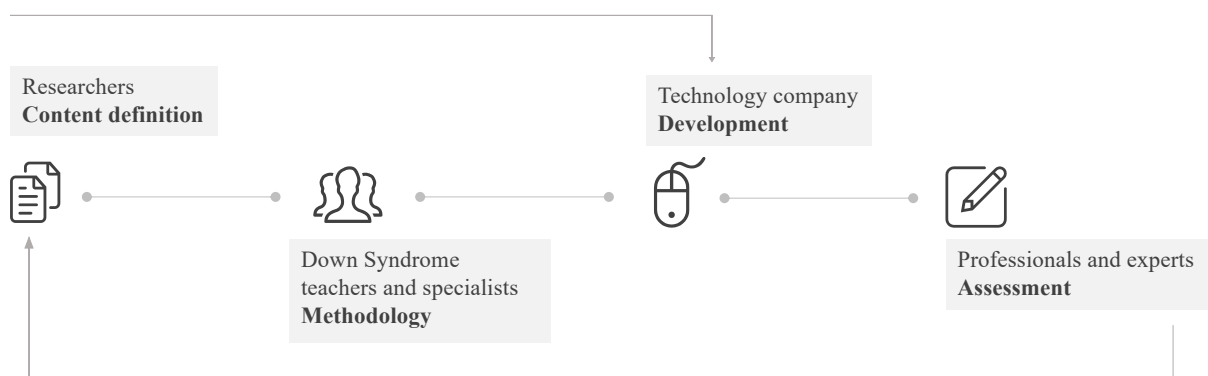 Researchers
Content definition
Technology company
Development
Down Syndrome
teachers and specialists
Methodology
Professionals and experts
Assessment